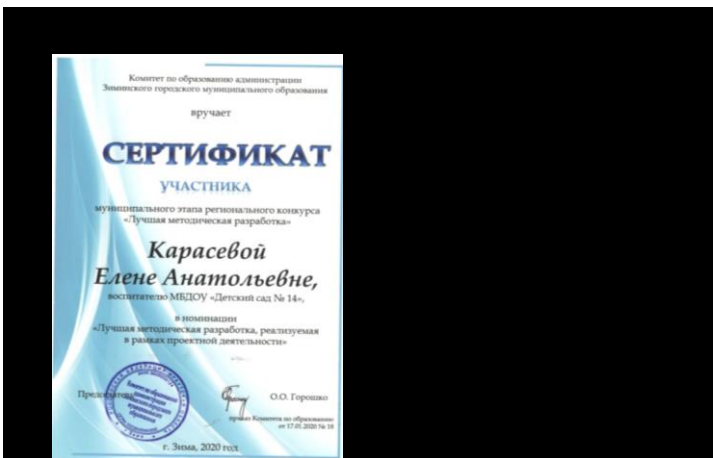 Комитет по образованию администрации
Зиминского городского муниципального образования
вручает
СЕРТИФИКАТ
УЧАСТНИКА
муниципального этапа регионального конкурса
«Лучшая методическая разработка»
Карасевой
Елене Анатольевне,
воспитателю МБДОУ «Детский сад № 14»,
в номинации
«Лучшая методическая разработка, реализуемая
в рамках проектной деятельности»
Председатель
О.О. Горошко
приказ Комитета по образованию
от 17.01.2020 № 18
г. Зима, 2020 год